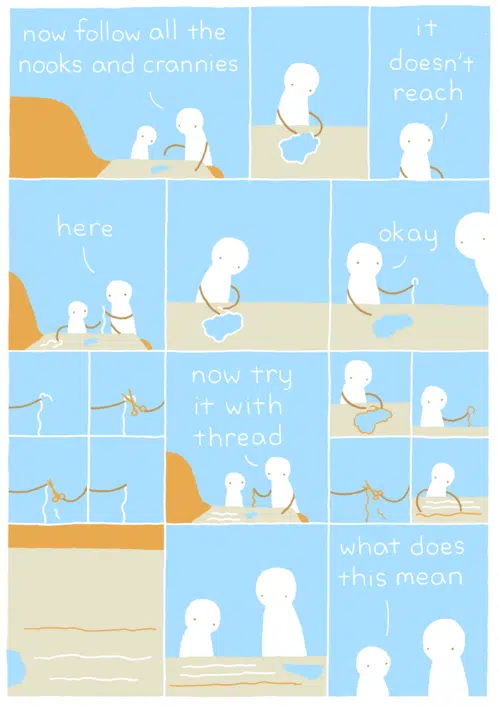 now follow all the
nooks and crannies
it
doesn't
reach
here
okay
now try
it with
thread
what does
this mean